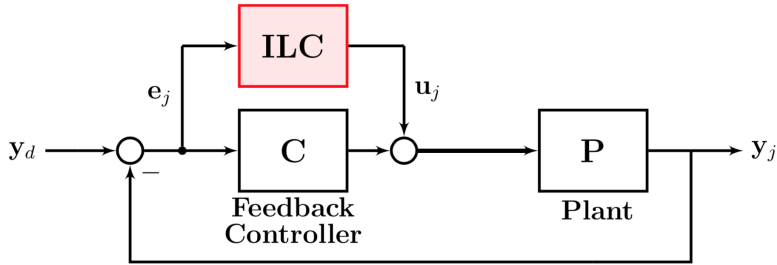 ILC
e_j
u_j
y_d
−
C
P
y_j
Feedback
Controller
Plant